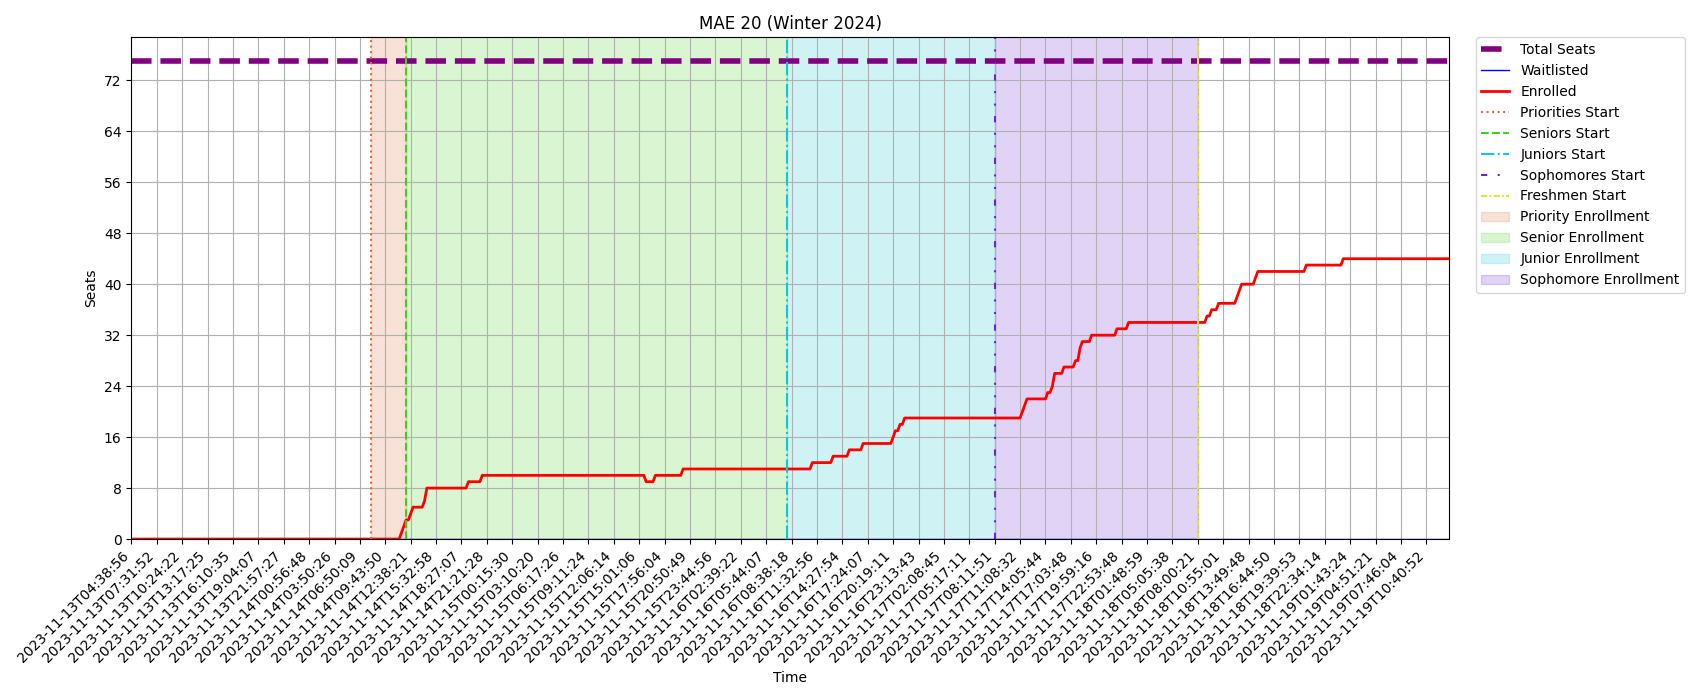 MAE 20 (Winter 2024)
Seats
72
64
56
48
40
32
24
16
8
0
2023-11-13T04:38:56
2023-11-13T07:31:52
2023-11-13T10:24:22
2023-11-13T13:17:25
2023-11-13T16:10:35
2023-11-13T19:04:07
2023-11-13T21:57:27
2023-11-14T00:56:48
2023-11-14T03:50:26
2023-11-14T06:50:09
2023-11-14T09:43:50
2023-11-14T12:38:21
2023-11-14T15:32:58
2023-11-14T18:27:07
2023-11-14T21:21:28
2023-11-15T00:15:30
2023-11-15T03:10:20
2023-11-15T06:17:26
2023-11-15T09:11:24
2023-11-15T12:06:14
2023-11-15T15:01:06
2023-11-15T17:56:04
2023-11-15T20:50:49
2023-11-15T23:44:56
2023-11-16T02:39:22
2023-11-16T05:44:07
2023-11-16T08:38:18
2023-11-16T11:32:56
2023-11-16T14:27:54
2023-11-16T17:24:07
2023-11-16T20:19:11
2023-11-16T23:13:43
2023-11-17T02:08:45
2023-11-17T05:17:11
2023-11-17T08:11:51
2023-11-17T11:08:32
2023-11-17T14:05:44
2023-11-17T17:03:48
2023-11-17T19:59:16
2023-11-17T22:53:48
2023-11-18T01:48:59
2023-11-18T05:05:38
2023-11-18T08:00:21
2023-11-18T10:55:01
2023-11-18T13:49:48
2023-11-18T16:44:50
2023-11-18T19:39:53
2023-11-18T22:34:14
2023-11-19T01:43:24
2023-11-19T04:51:21
2023-11-19T07:46:04
2023-11-19T10:40:52
Time
Total Seats
Waitlisted
Enrolled
Priorities Start
Seniors Start
Juniors Start
Sophomores Start
Freshmen Start
Priority Enrollment
Senior Enrollment
Junior Enrollment
Sophomore Enrollment